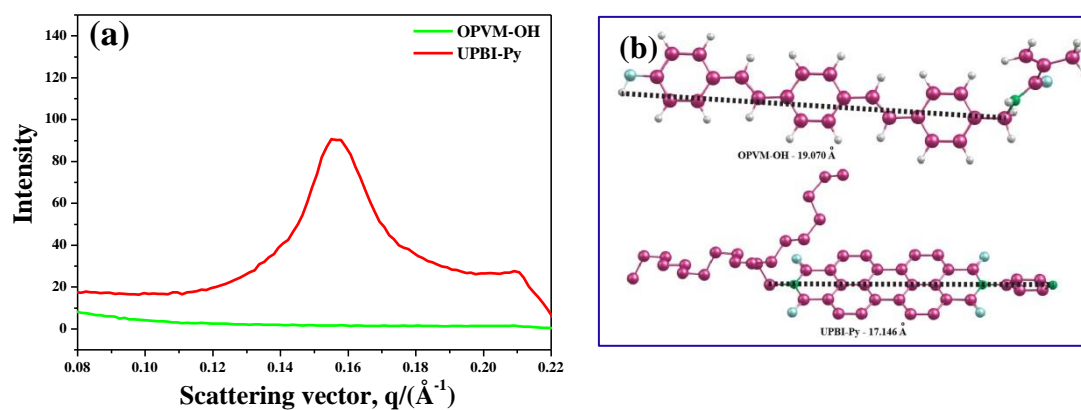 (a)
OPVM-OH
UPBI-Py
Intensity
140
120
100
80
60
40
20
0
0.08 0.10 0.12 0.14 0.16 0.18 0.20 0.22
Scattering vector, q/(Å⁻¹)
(b)
OPVM-OH - 19.070 Å
UPBI-Py - 17.146 Å